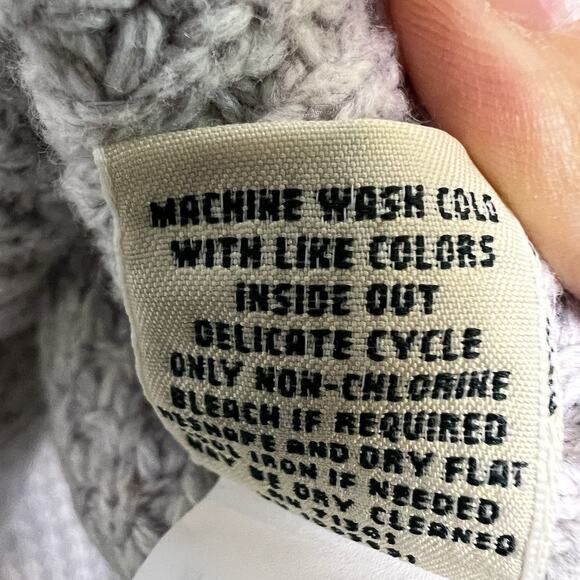 MACHINE WASH COLD
WITH LIKE COLORS
INSIDE OUT
DELICATE CYCLE
ONLY NON-CHLORINE
BLEACH IF REQUIRED
RESHAPE AND DRY FLAT
COOL IRON IF NEEDED
MAY BE DRY CLEANED